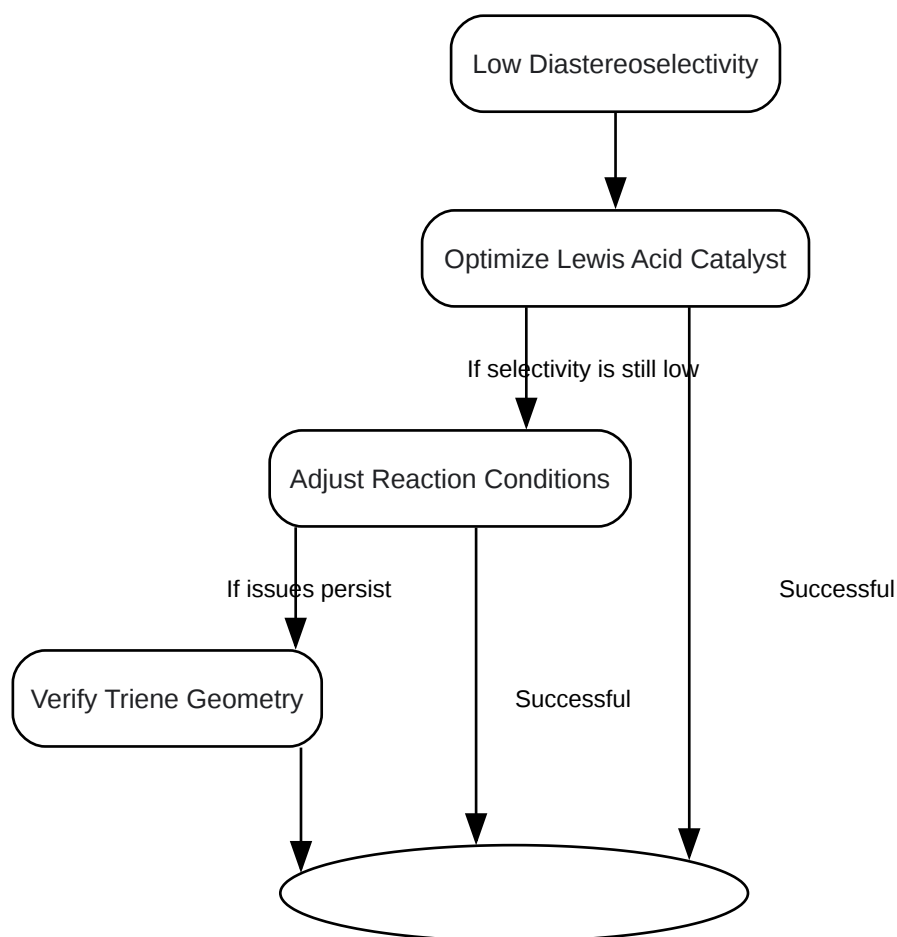 Low Diastereoselectivity
Optimize Lewis Acid Catalyst
If selectivity is still low
Adjust Reaction Conditions
If issues persist
Successful
Verify Triene Geometry
Successful